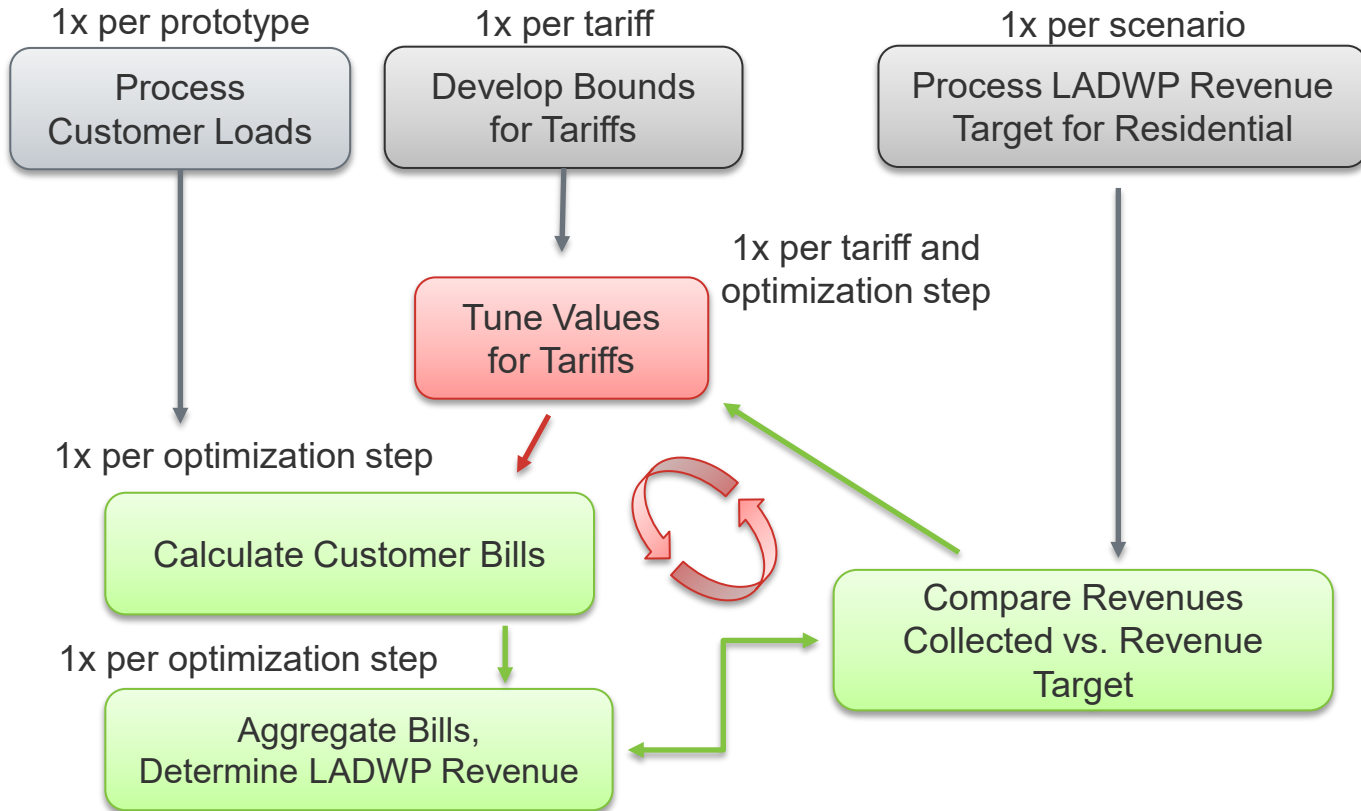 1x per prototype
Process
Customer Loads
1x per tariff
Develop Bounds
for Tariffs
1x per scenario
Process LADWP Revenue
Target for Residential
1x per tariff and
optimization step
Tune Values
for Tariffs
1x per optimization step
Calculate Customer Bills
1x per optimization step
Aggregate Bills,
Determine LADWP Revenue
Compare Revenues
Collected vs. Revenue
Target